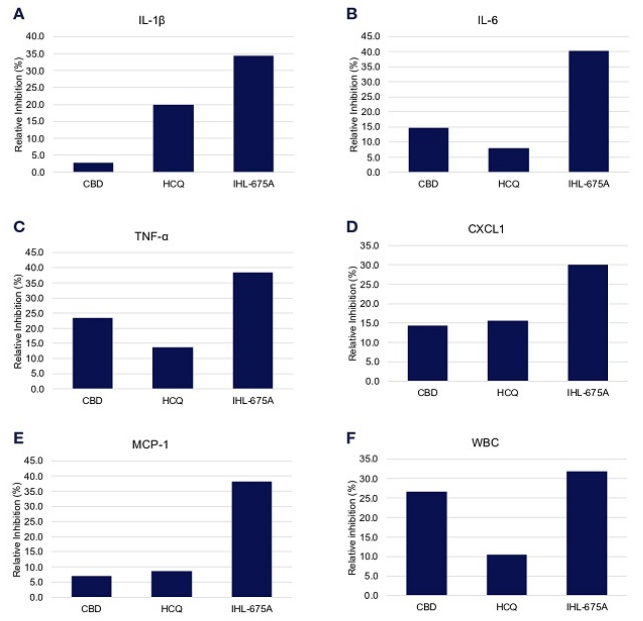 A
IL-1β
Relative Inhibition (%)
40.0
35.0
30.0
25.0
20.0
15.0
10.0
5.0
0.0
CBD HCQ IHL-675A
B
IL-6
Relative Inhibition (%)
45.0
40.0
35.0
30.0
25.0
20.0
15.0
10.0
5.0
0.0
CBD HCQ IHL-675A
C
TNF-α
Relative Inhibition (%)
45.0
40.0
35.0
30.0
25.0
20.0
15.0
10.0
5.0
0.0
CBD HCQ IHL-675A
D
CXCL1
Relative Inhibition (%)
35.0
30.0
25.0
20.0
15.0
10.0
5.0
0.0
CBD HCQ IHL-675A
E
MCP-1
Relative Inhibition (%)
45.0
40.0
35.0
30.0
25.0
20.0
15.0
10.0
5.0
0.0
CBD HCQ IHL-675A
F
WBC
Relative inhibition (%)
35.0
30.0
25.0
20.0
15.0
10.0
5.0
0.0
CBD HCQ IHL-675A